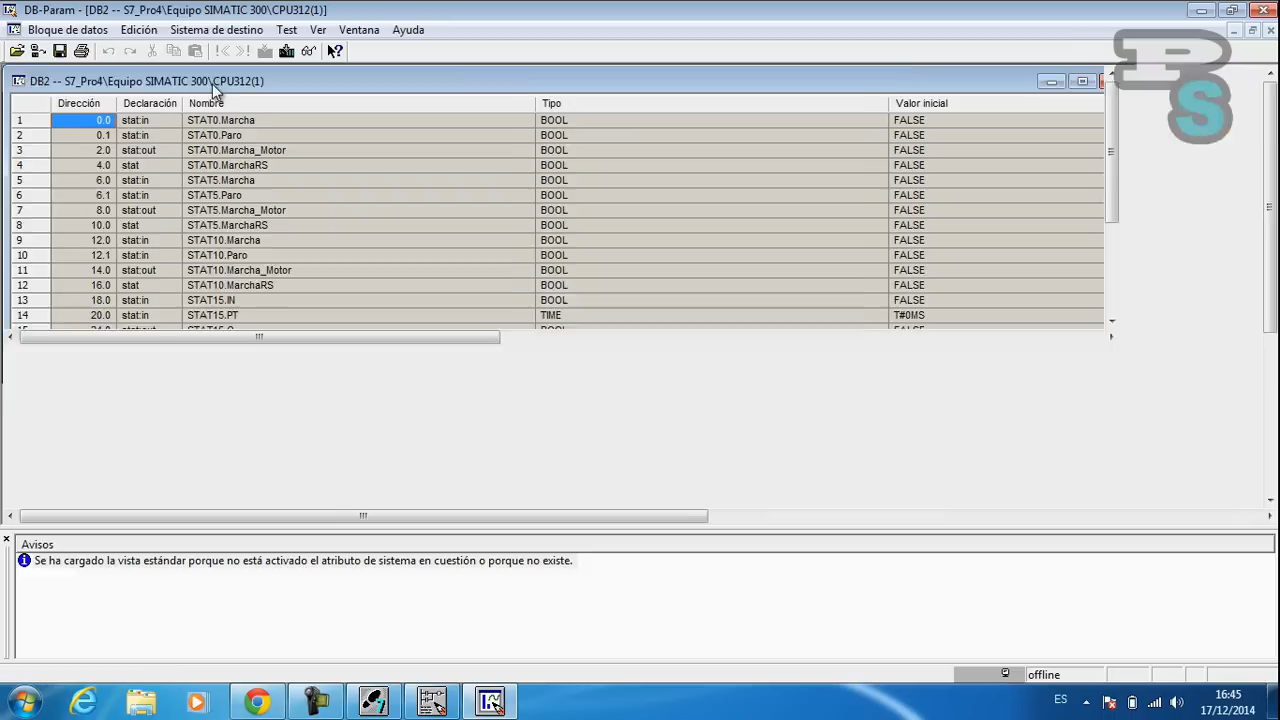 DB-Param - [DB2 -- S7_Pro4\Equipo SIMATIC 300\CPU312(1)]
Bloque de datos Edición Sistema de destino Test Ver Ventana Ayuda
PS
DB2 -- S7_Pro4\Equipo SIMATIC 300\CPU312(1)
Dirección Declaración Nombre Tipo Valor inicial
1 0.0 stat:in STAT0.Marcha BOOL FALSE
2 0.1 stat:in STAT0.Paro BOOL FALSE
3 2.0 stat:out STAT0.Marcha_Motor BOOL FALSE
4 4.0 stat STAT0.MarchaRS BOOL FALSE
5 6.0 stat:in STAT5.Marcha BOOL FALSE
6 6.1 stat:in STAT5.Paro BOOL FALSE
7 8.0 stat:out STAT5.Marcha_Motor BOOL FALSE
8 10.0 stat STAT5.MarchaRS BOOL FALSE
9 12.0 stat:in STAT10.Marcha BOOL FALSE
10 12.1 stat:in STAT10.Paro BOOL FALSE
11 14.0 stat:out STAT10.Marcha_Motor BOOL FALSE
12 16.0 stat STAT10.MarchaRS BOOL FALSE
13 18.0 stat:in STAT15.IN BOOL FALSE
14 20.0 stat:in STAT15.PT TIME T#0MS
Avisos
Se ha cargado la vista estándar porque no está activado el atributo de sistema en cuestión o porque no existe.
offline
ES
16:45
17/12/2014